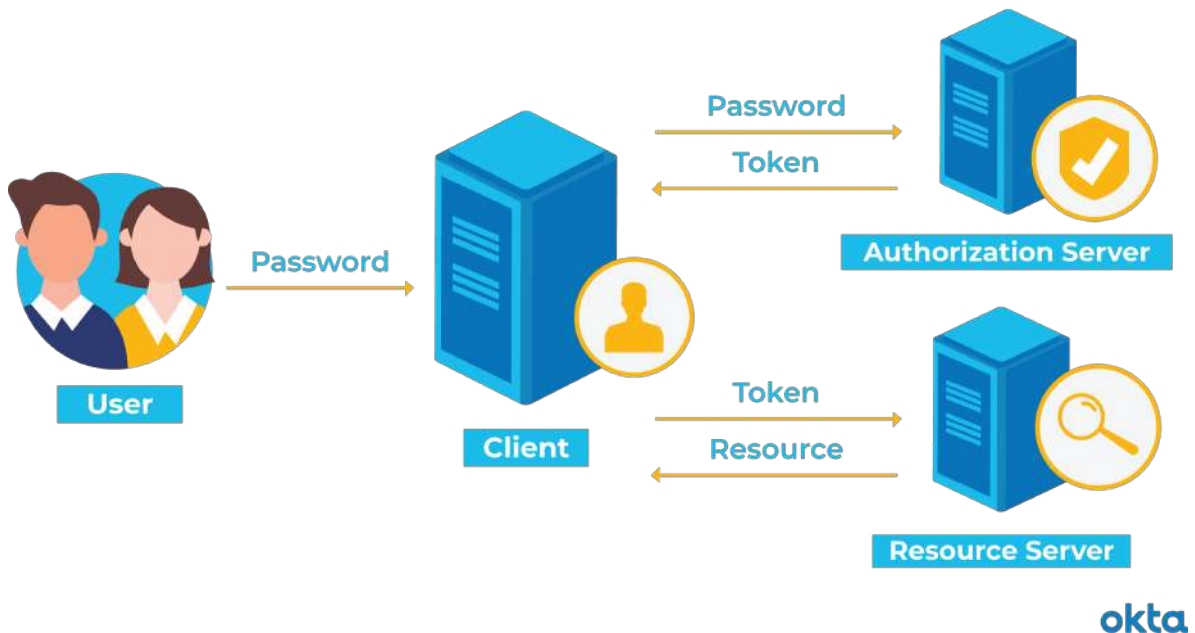 Password
Token
Authorization Server
Password
User
Client
Token
Resource
Resource Server
okta